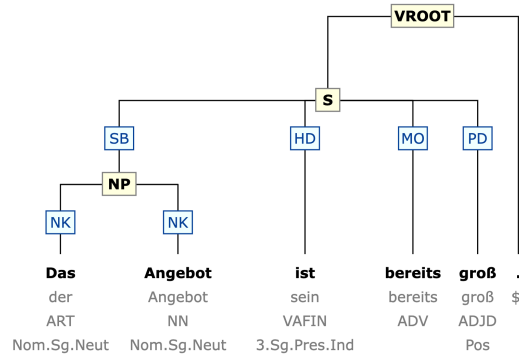 VROOT
S
SB HD MO PD
NP
NK NK
Das Angebot ist bereits groß .
der Angebot sein bereits groß $
ART NN VAFIN ADV ADJD
Nom.Sg.Neut Nom.Sg.Neut 3.Sg.Pres.Ind Pos